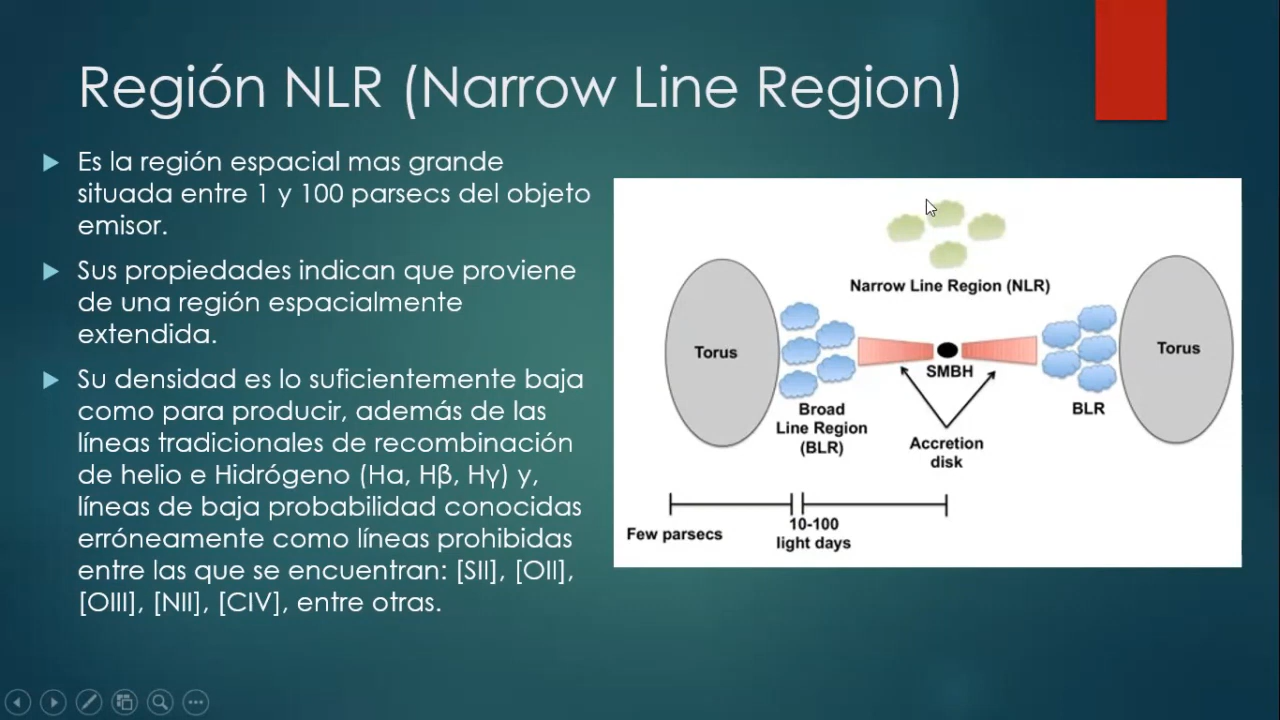 Región NLR (Narrow Line Region)
Es la región espacial mas grande
situada entre 1 y 100 parsecs del objeto
emisor.
Sus propiedades indican que proviene
de una región espacialmente
extendida.
Su densidad es lo suficientemente baja
como para producir, además de las
líneas tradicionales de recombinación
de helio e Hidrógeno (Hα, Hβ, Hγ) y,
líneas de baja probabilidad conocidas
erróneamente como líneas prohibidas
entre las que se encuentran: [SII], [OII],
[OIII], [NII], [CIV], entre otras.
Narrow Line Region (NLR)
Torus
SMBH
Torus
Broad
Line Region
(BLR)
BLR
Accretion
disk
Few parsecs
10-100
light days